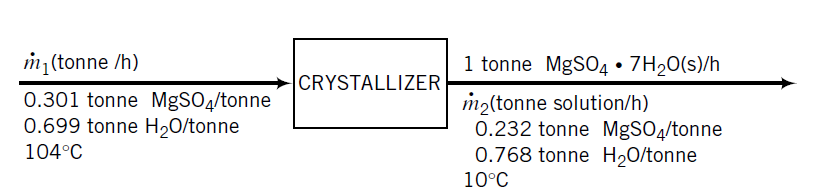 ṁ₁(tonne /h)
0.301 tonne MgSO₄/tonne
0.699 tonne H₂O/tonne
104°C
CRYSTALLIZER
1 tonne MgSO₄ • 7H₂O(s)/h
ṁ₂(tonne solution/h)
0.232 tonne MgSO₄/tonne
0.768 tonne H₂O/tonne
10°C